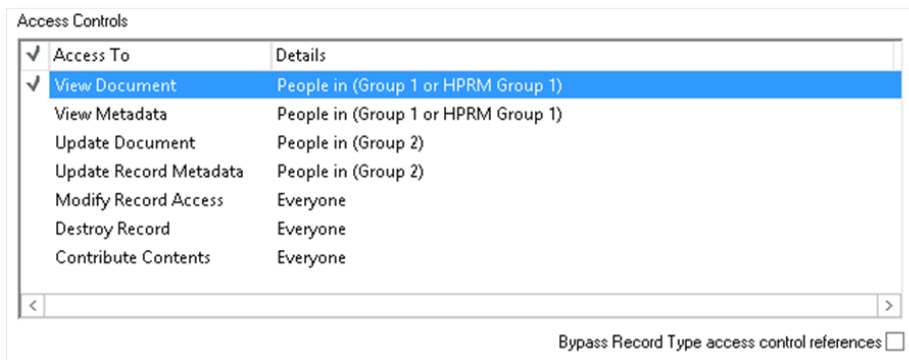 Access Controls
Access To Details
View Document People in (Group 1 or HPRM Group 1)
View Metadata People in (Group 1 or HPRM Group 1)
Update Document People in (Group 2)
Update Record Metadata People in (Group 2)
Modify Record Access Everyone
Destroy Record Everyone
Contribute Contents Everyone
Bypass Record Type access control references